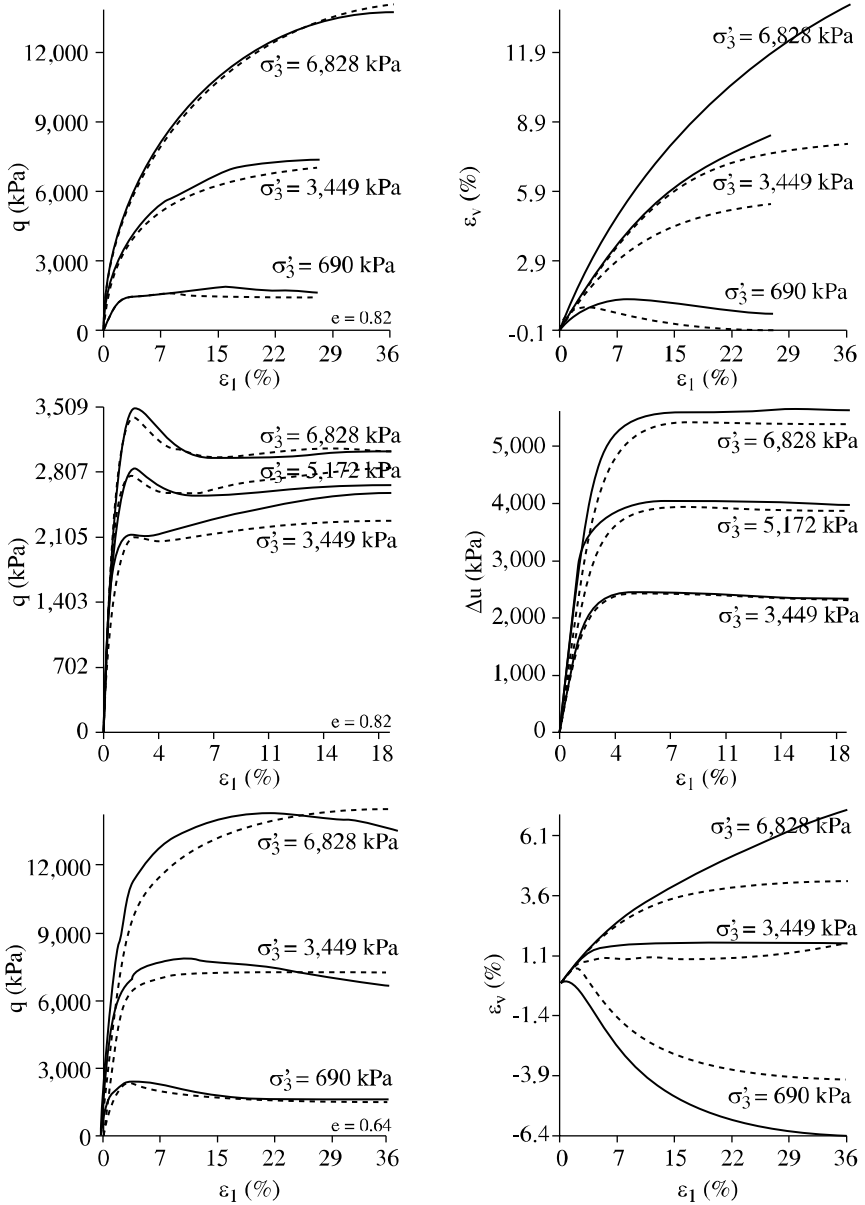 12,000
9,000
6,000
3,000
0
q (kPa)
σ'3 = 6,828 kPa
σ'3 = 3,449 kPa
σ'3 = 690 kPa
e = 0.82
0 7 15 22 29 36
ε1 (%)
11.9
8.9
5.9
2.9
-0.1
εv (%)
σ'3 = 6,828 kPa
σ'3 = 3,449 kPa
σ'3 = 690 kPa
0 7 15 22 29 36
ε1 (%)
3,509
2,807
2,105
1,403
702
0
q (kPa)
σ'3 = 6,828 kPa
σ'3 = 5,172 kPa
σ'3 = 3,449 kPa
e = 0.82
0 4 7 11 14 18
ε1 (%)
5,000
4,000
3,000
2,000
1,000
0
Δu (kPa)
σ'3 = 6,828 kPa
σ'3 = 5,172 kPa
σ'3 = 3,449 kPa
0 4 7 11 14 18
ε1 (%)
12,000
9,000
6,000
3,000
0
q (kPa)
σ'3 = 6,828 kPa
σ'3 = 3,449 kPa
σ'3 = 690 kPa
e = 0.64
0 7 15 22 29 36
ε1 (%)
6.1
3.6
1.1
-1.4
-3.9
-6.4
εv (%)
σ'3 = 6,828 kPa
σ'3 = 3,449 kPa
σ'3 = 690 kPa
0 7 15 22 29 36
ε1 (%)